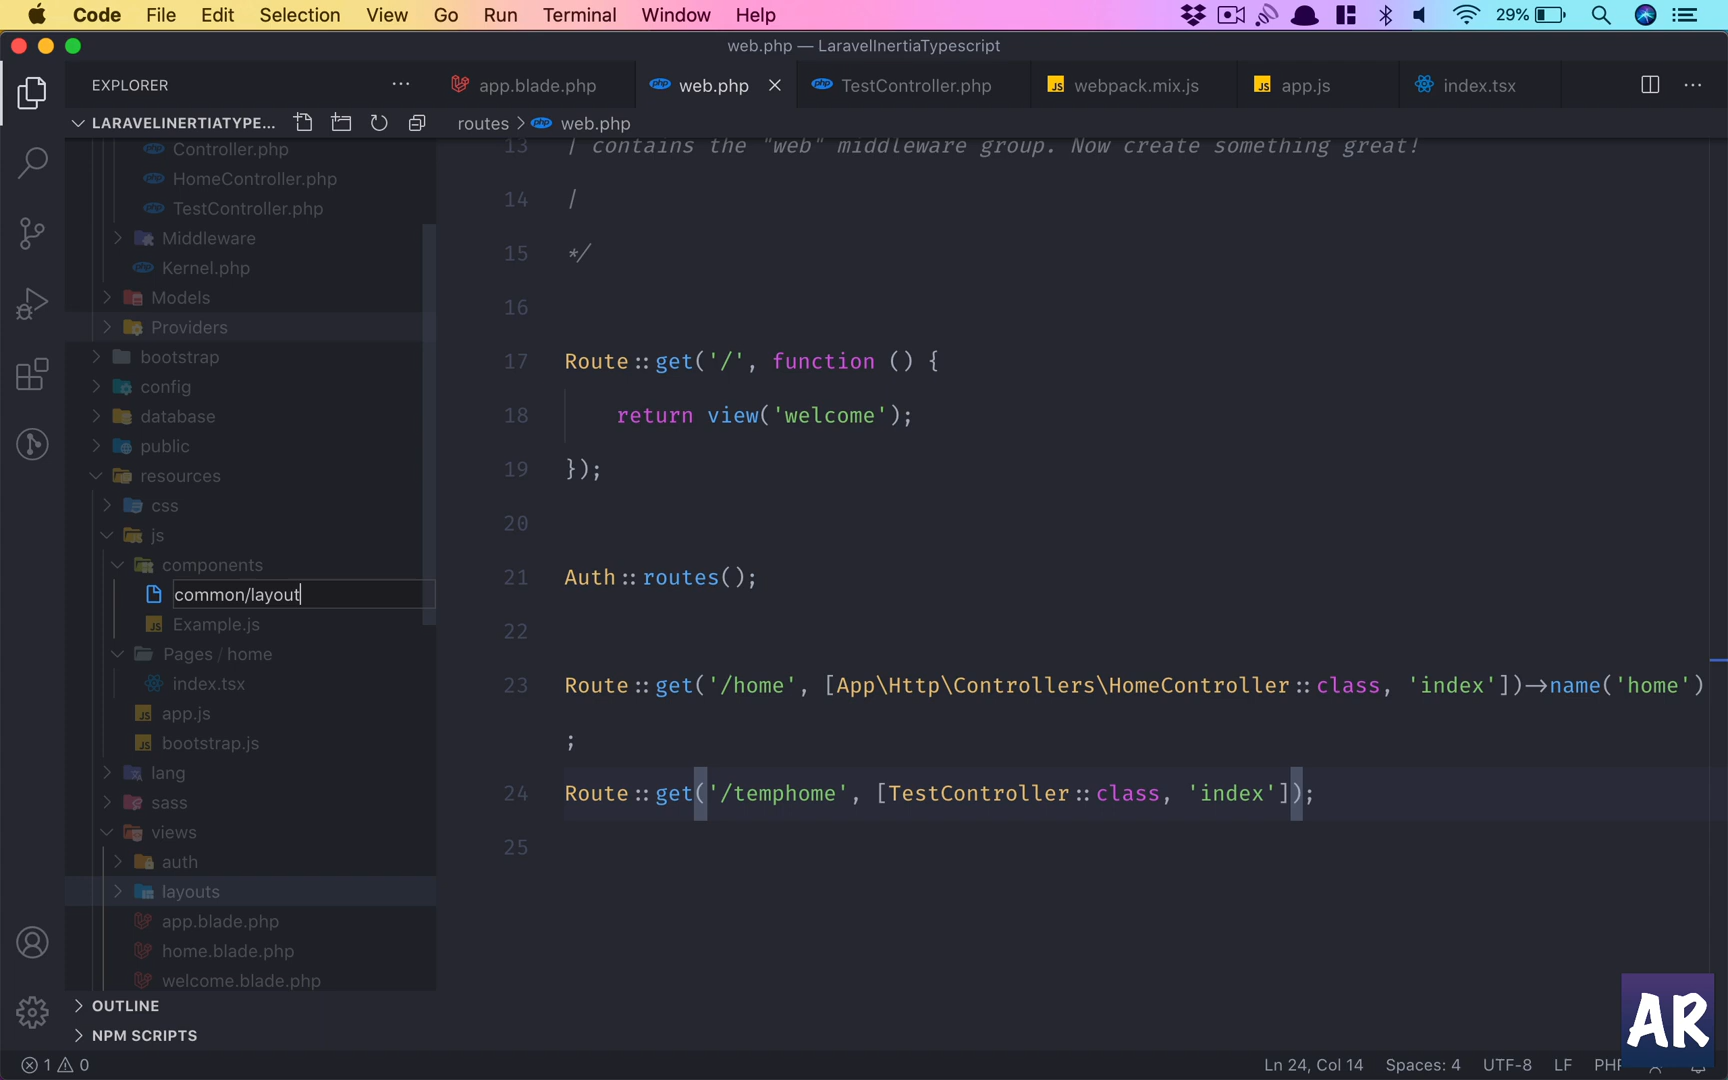 Code File Edit Selection View Go Run Terminal Window Help 29%
web.php — LaravelInertiaTypescript
EXPLORER
app.blade.php web.php TestController.php webpack.mix.js app.js index.tsx
LARAVELINERTIATYPE...
routes > web.php
Controller.php
HomeController.php
TestController.php
Middleware
Kernel.php
Models
Providers
bootstrap
config
database
public
resources
css
js
components
common/layout
Example.js
Pages / home
index.tsx
app.js
bootstrap.js
lang
sass
views
auth
layouts
app.blade.php
home.blade.php
welcome.blade.php
OUTLINE
NPM SCRIPTS
13 | contains the "web" middleware group. Now create something great!
14 |
15 */
16
17 Route::get('/', function () {
18 return view('welcome');
19 });
20
21 Auth::routes();
22
23 Route::get('/home', [App\Http\Controllers\HomeController::class, 'index'])->name('home')
;
24 Route::get('/temphome', [TestController::class, 'index']);
25
AR
1 0 Ln 24, Col 14 Spaces: 4 UTF-8 LF PHP